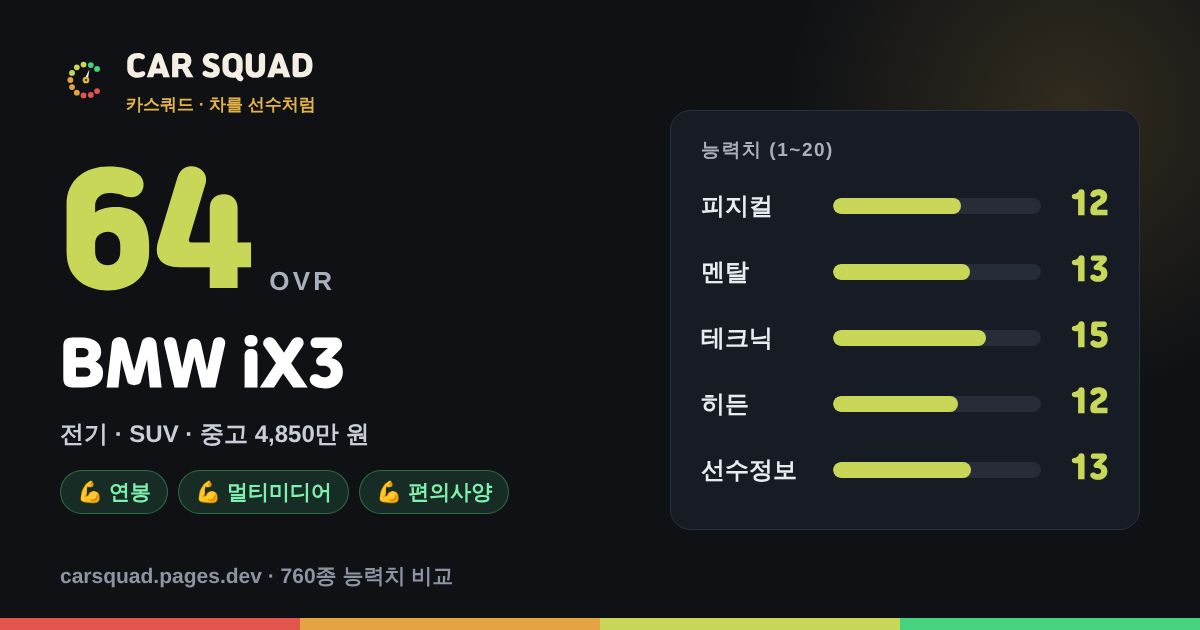 CAR SQUAD
카스쿼드 · 차를 선수처럼
64 OVR
BMW iX3
전기 · SUV · 중고 4,850만 원
💪 연봉 💪 멀티미디어 💪 편의사양
carsquad.pages.dev · 760종 능력치 비교
능력치 (1~20)
피지컬 12
멘탈 13
테크닉 15
히든 12
선수정보 13